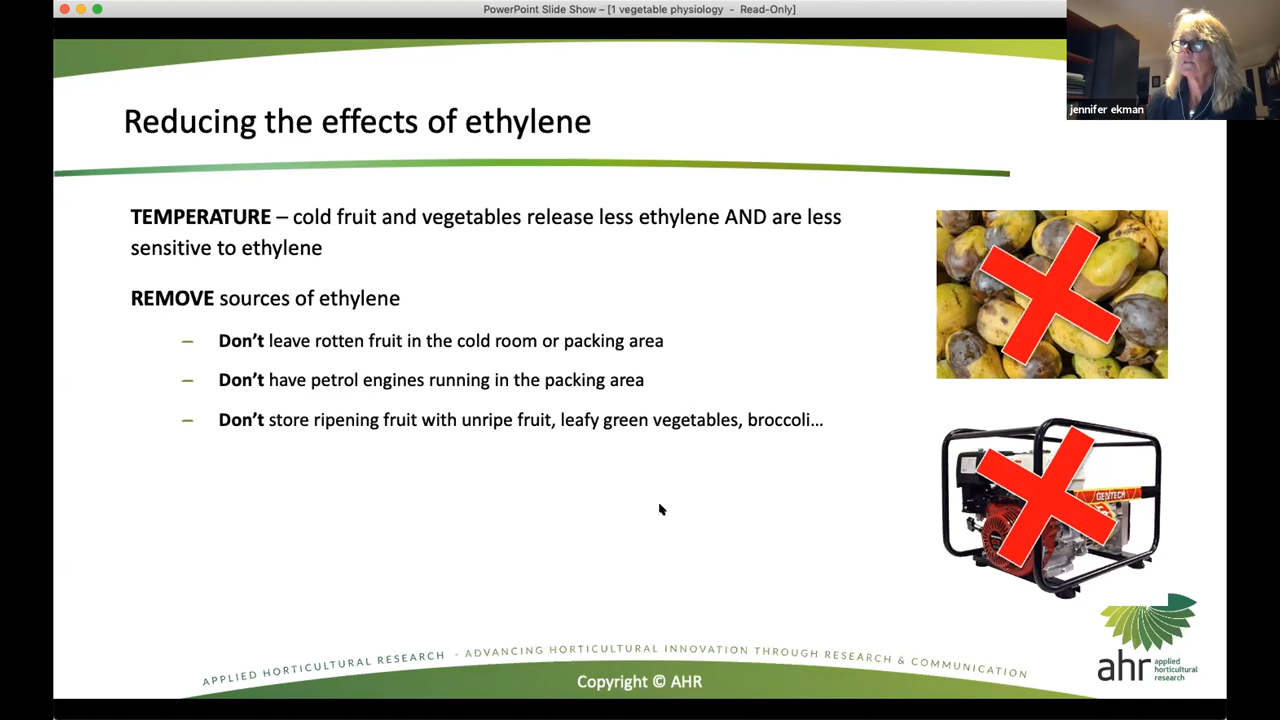 PowerPoint Slide Show – [1 vegetable physiology - Read-Only]
jennifer ekman
Reducing the effects of ethylene
TEMPERATURE – cold fruit and vegetables release less ethylene AND are less
sensitive to ethylene
REMOVE sources of ethylene
– Don't leave rotten fruit in the cold room or packing area
– Don't have petrol engines running in the packing area
– Don't store ripening fruit with unripe fruit, leafy green vegetables, broccoli...
GENTECH
APPLIED HORTICULTURAL RESEARCH - ADVANCING HORTICULTURAL INNOVATION THROUGH RESEARCH & COMMUNICATION
Copyright © AHR
ahr applied
horticultural
research